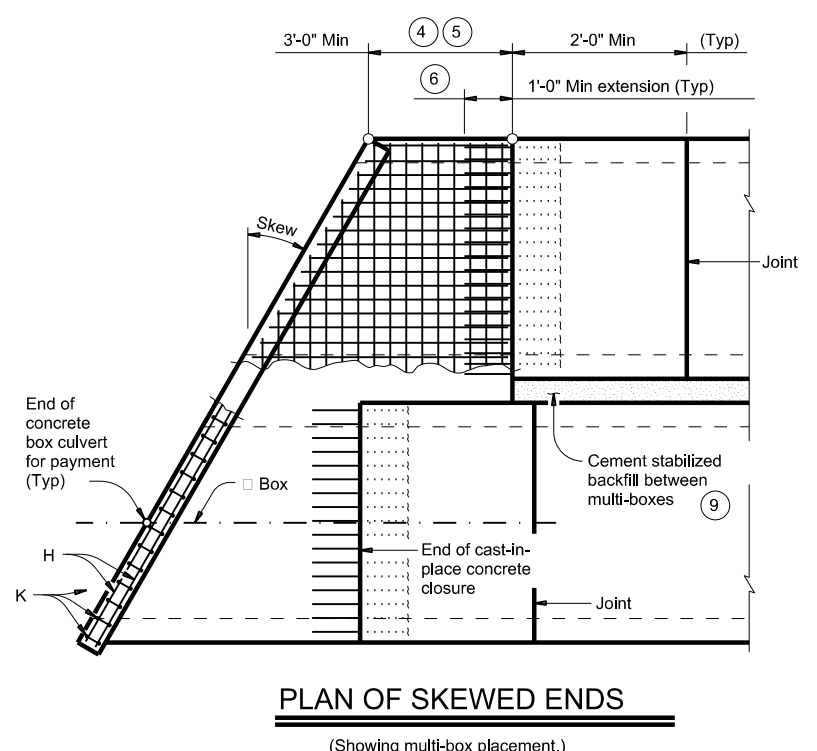 3'-0" Min
4 5
2'-0" Min
(Typ)
6
1'-0" Min extension (Typ)
Skew
Joint
End of
concrete
box culvert
for payment
(Typ)
□ Box
Cement stabilized
backfill between
multi-boxes
9
H
K
End of cast-in-
place concrete
closure
Joint
PLAN OF SKEWED ENDS
(Showing multi-box placement.)